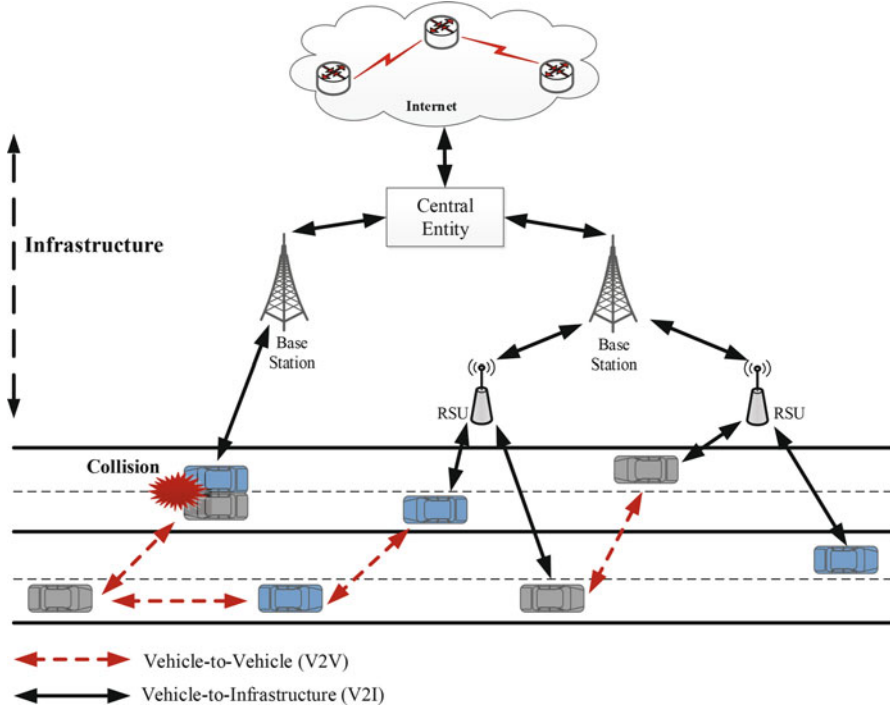 Internet
Central
Entity
Infrastructure
Base
Station
Base
Station
RSU
RSU
Collision
Vehicle-to-Vehicle (V2V)
Vehicle-to-Infrastructure (V2I)